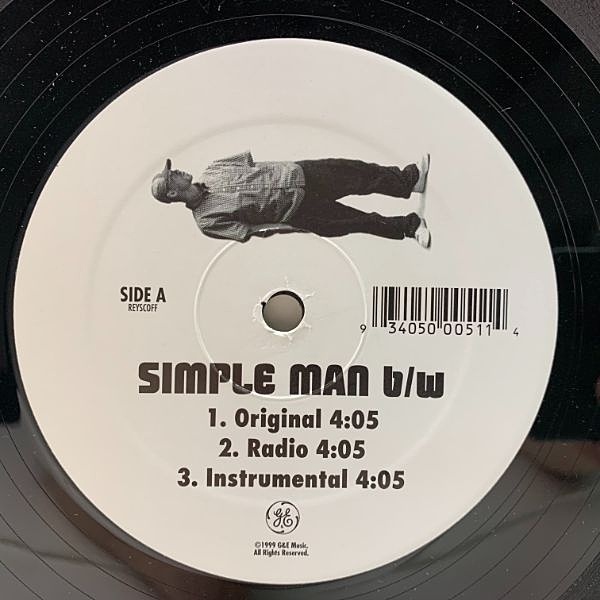 SIDE A
REYSCOFF
9 34050 00511 4
SIMPLE MAN b/w
1. Original 4:05
2. Radio 4:05
3. Instrumental 4:05
G&E
©1999 G&E Music.
All Rights Reserved.